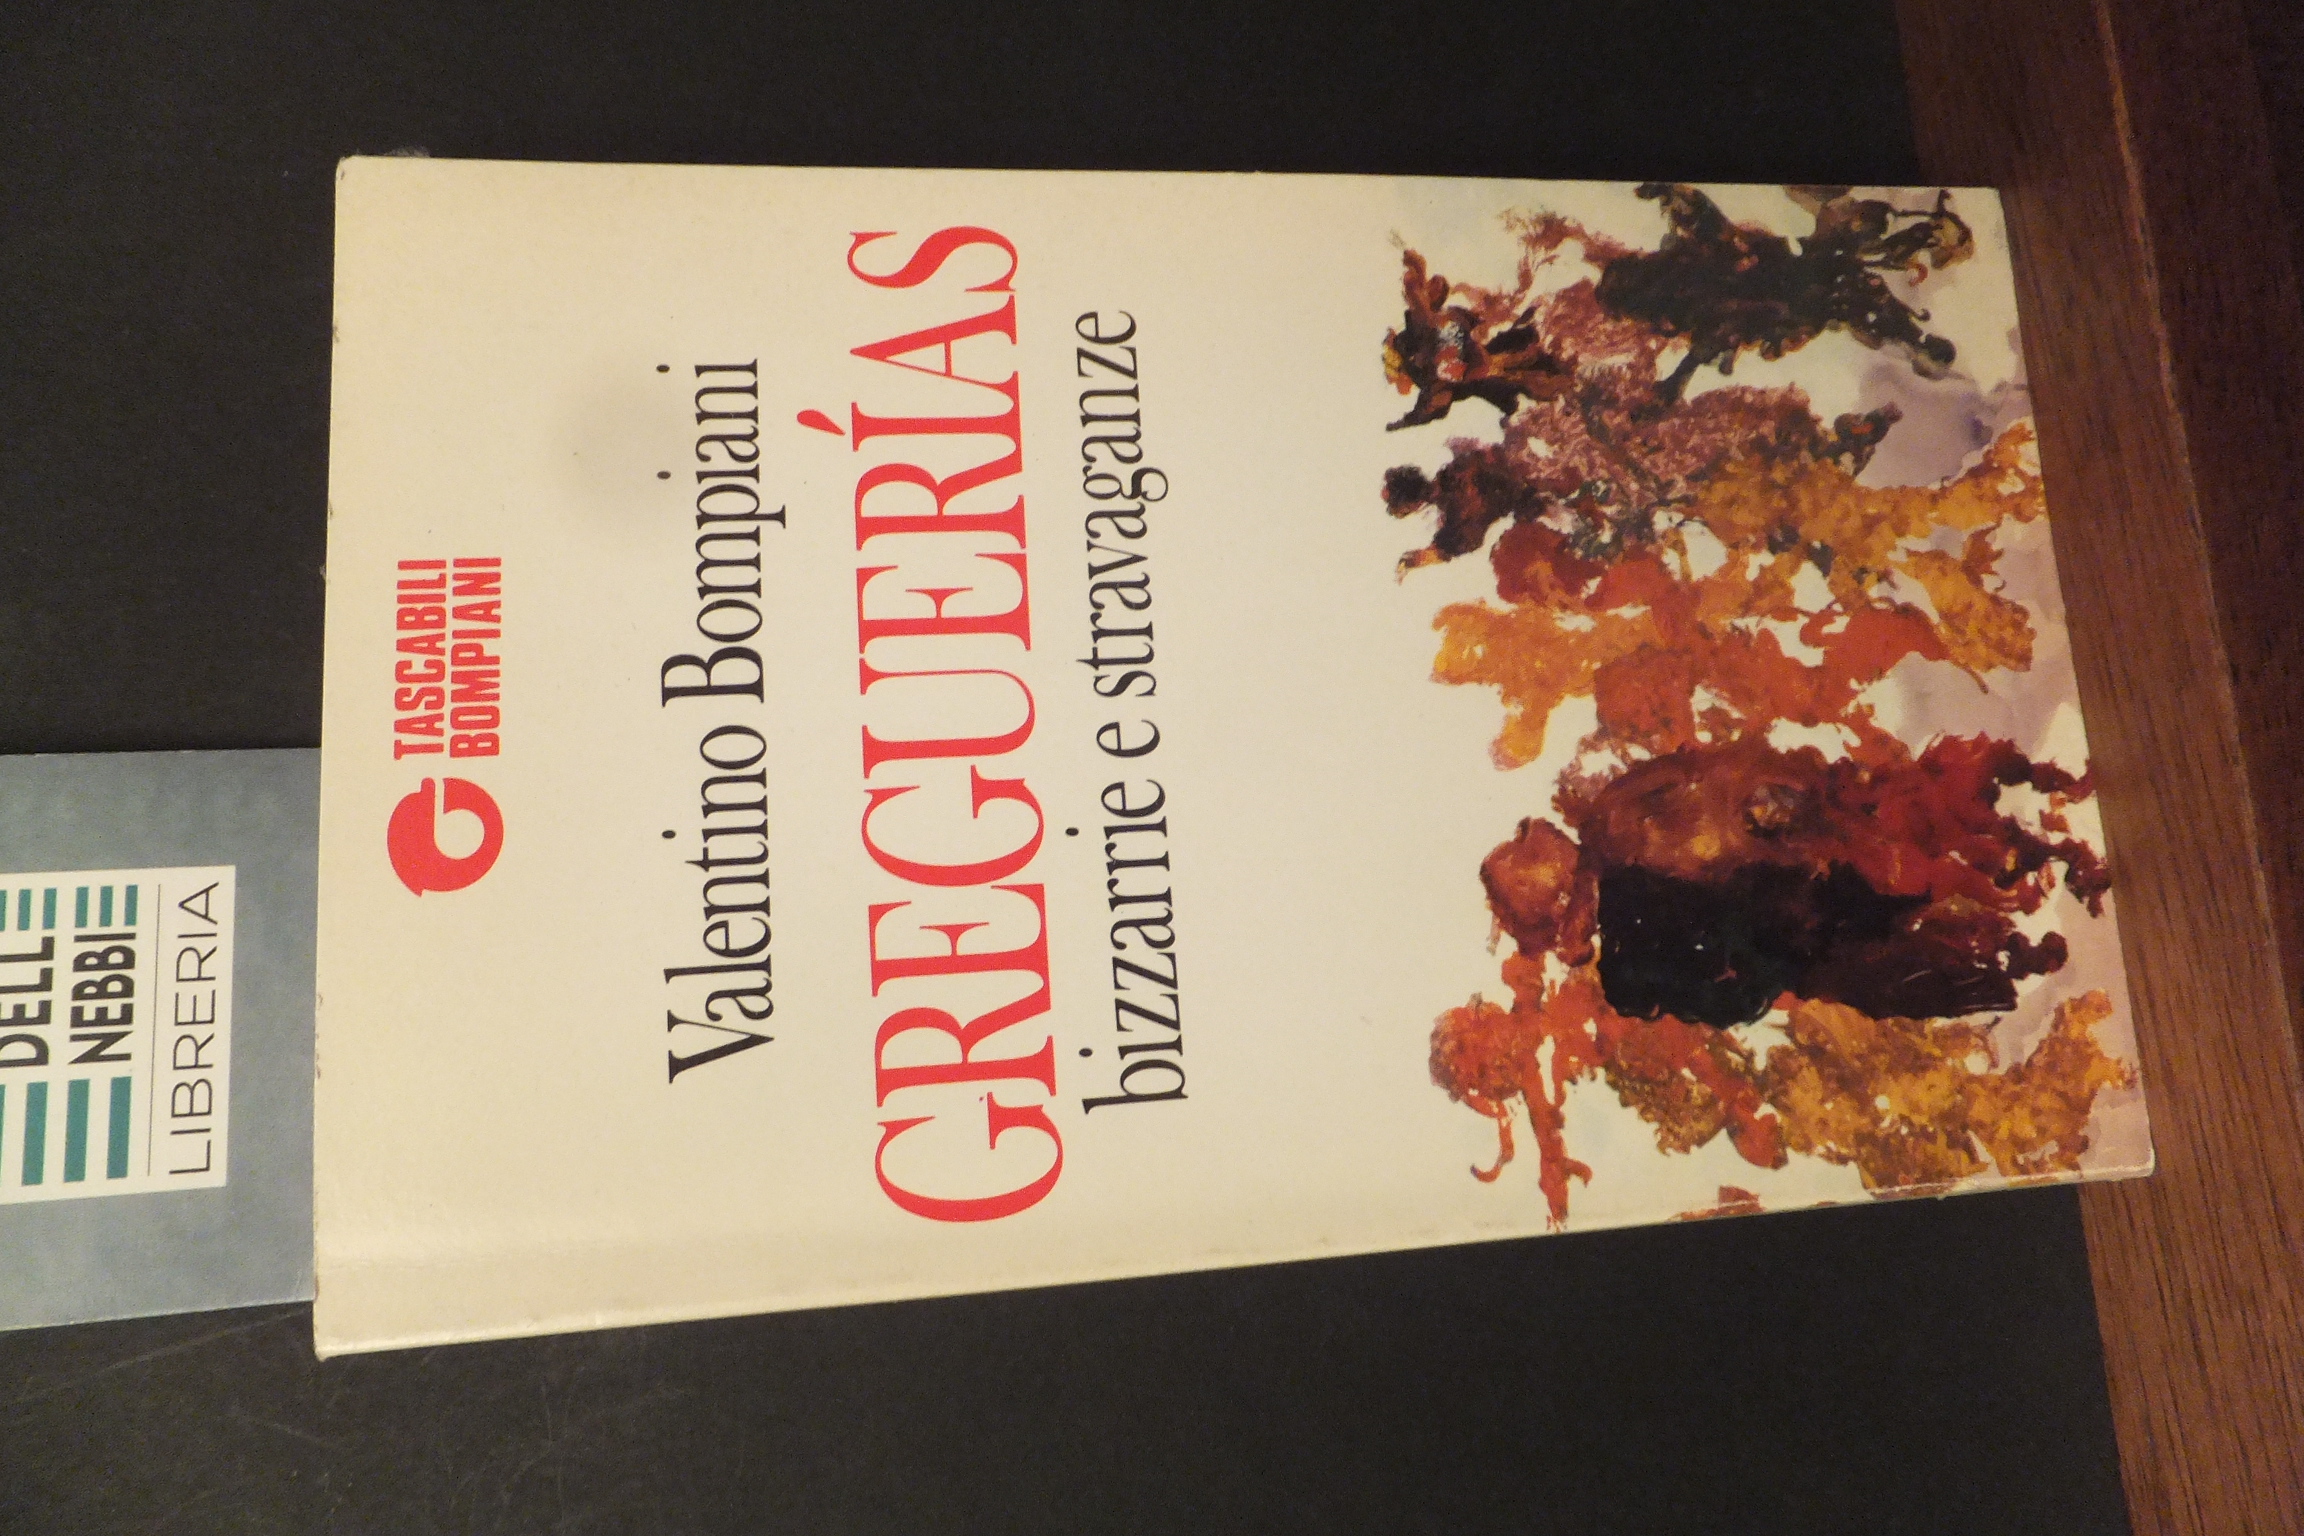 DELL
NEBBI
LIBRERIA
TASCABILI
BOMPIANI
Valentino Bompiani
GREGUERÍAS
bizzarrie e stravaganze